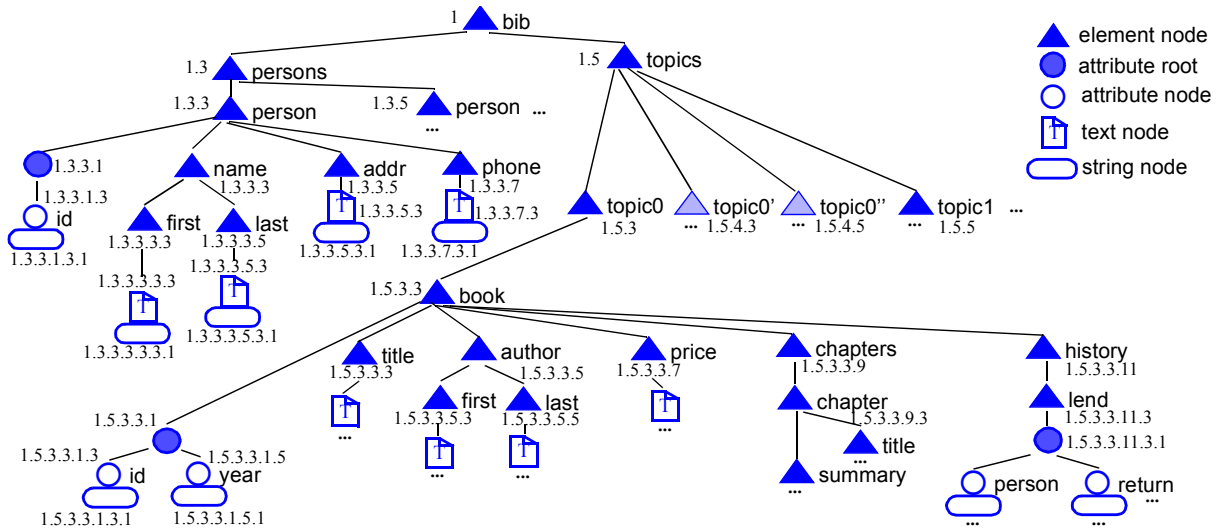 1 bib
element node
attribute root
attribute node
T text node
string node
1.3 persons
1.5 topics
1.3.3 person
1.3.5 person ...
...
1.3.3.1
name
1.3.3.3
addr
1.3.3.5
phone
1.3.3.7
1.3.3.1.3
id
1.3.3.1.3.1
first
1.3.3.3.3
last
1.3.3.3.5
T 1.3.3.5.3
1.3.3.5.3.1
T 1.3.3.7.3
1.3.3.7.3.1
topic0
1.5.3
topic0'
... 1.5.4.3
topic0''
... 1.5.4.5
topic1 ...
... 1.5.5
1.3.3.3.3.3
T
1.3.3.3.3.3.1
1.3.3.3.5.3
T
1.3.3.3.5.3.1
1.5.3.3 book
title
1.5.3.3.3
T
...
author
1.5.3.3.5
price
1.5.3.3.7
T
...
chapters
1.5.3.3.9
history
1.5.3.3.11
first
1.5.3.3.5.3
T
...
last
1.5.3.3.5.5
T
...
chapter
1.5.3.3.9.3
title
...
summary
...
lend
1.5.3.3.11.3
1.5.3.3.11.3.1
person
...
return
...
...
1.5.3.3.1
1.5.3.3.1.3
id
1.5.3.3.1.3.1
1.5.3.3.1.5
year
1.5.3.3.1.5.1